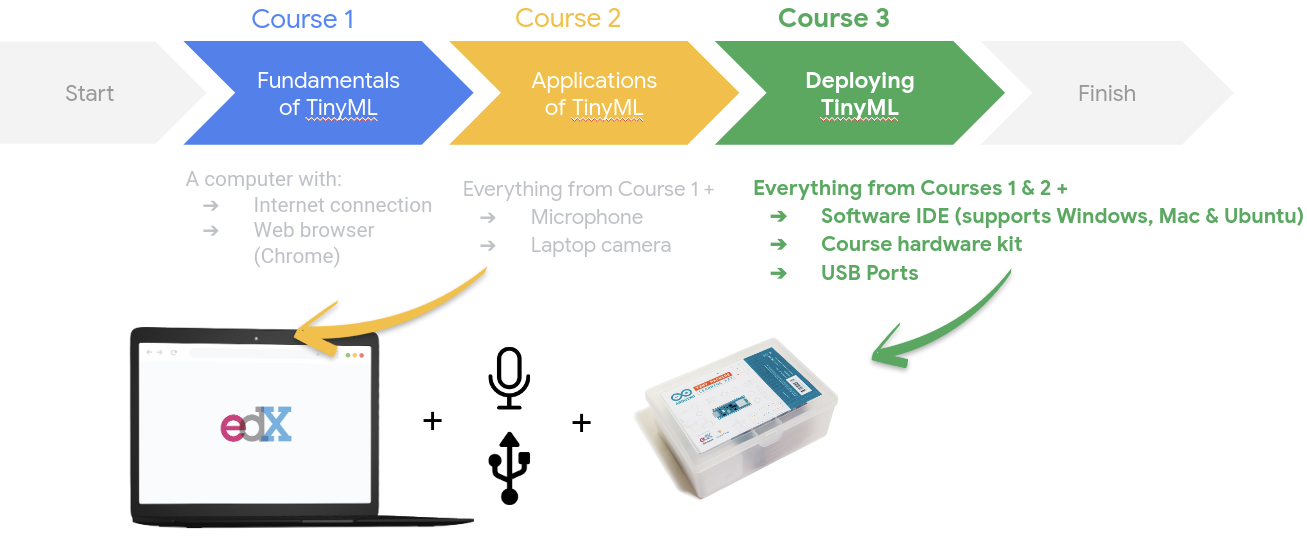 Course 1
Course 2
Course 3
Start
Fundamentals
of TinyML
Applications
of TinyML
Deploying
TinyML
Finish
A computer with:
➔ Internet connection
➔ Web browser
(Chrome)
Everything from Course 1 +
➔ Microphone
➔ Laptop camera
Everything from Courses 1 & 2 +
➔ Software IDE (supports Windows, Mac & Ubuntu)
➔ Course hardware kit
➔ USB Ports
edX
+
+